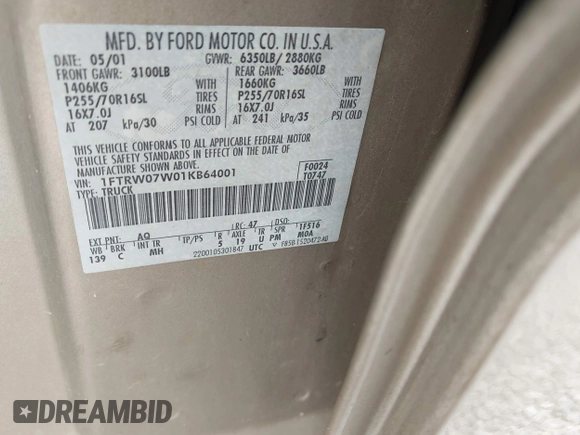 MFD. BY FORD MOTOR CO. IN U.S.A.
DATE: 05/01 GVWR: 6350LB/ 2880KG
FRONT GAWR: 3100LB REAR GAWR: 3660LB
1406KG WITH 1660KG WITH
P255/70R16SL TIRES P255/70R16SL TIRES
16X7.0J RIMS 16X7.0J RIMS
AT 207 kPa/30 PSI COLD AT 241 kPa/35 PSI COLD
THIS VEHICLE CONFORMS TO ALL APPLICABLE FEDERAL MOTOR
VEHICLE SAFETY STANDARDS IN EFFECT ON THE DATE OF
MANUFACTURE SHOWN ABOVE.
VIN: 1FTRW07W01KB64001 F0024
TYPE: TRUCK T0747
EXT PNT: AQ RC: 47 DSO:
WB BRK INT TR TP/PS R AXLE TR SPR 1F516
139 C MH 5 19 U PM M0A
2200105301847 UTC
DREAMBID